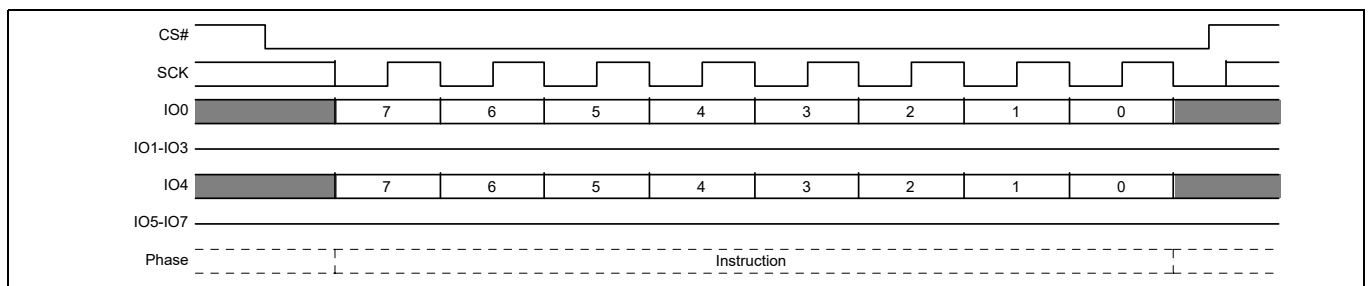 CS#
SCK
IO0 7 6 5 4 3 2 1 0
IO1-IO3
IO4 7 6 5 4 3 2 1 0
IO5-IO7
Phase Instruction